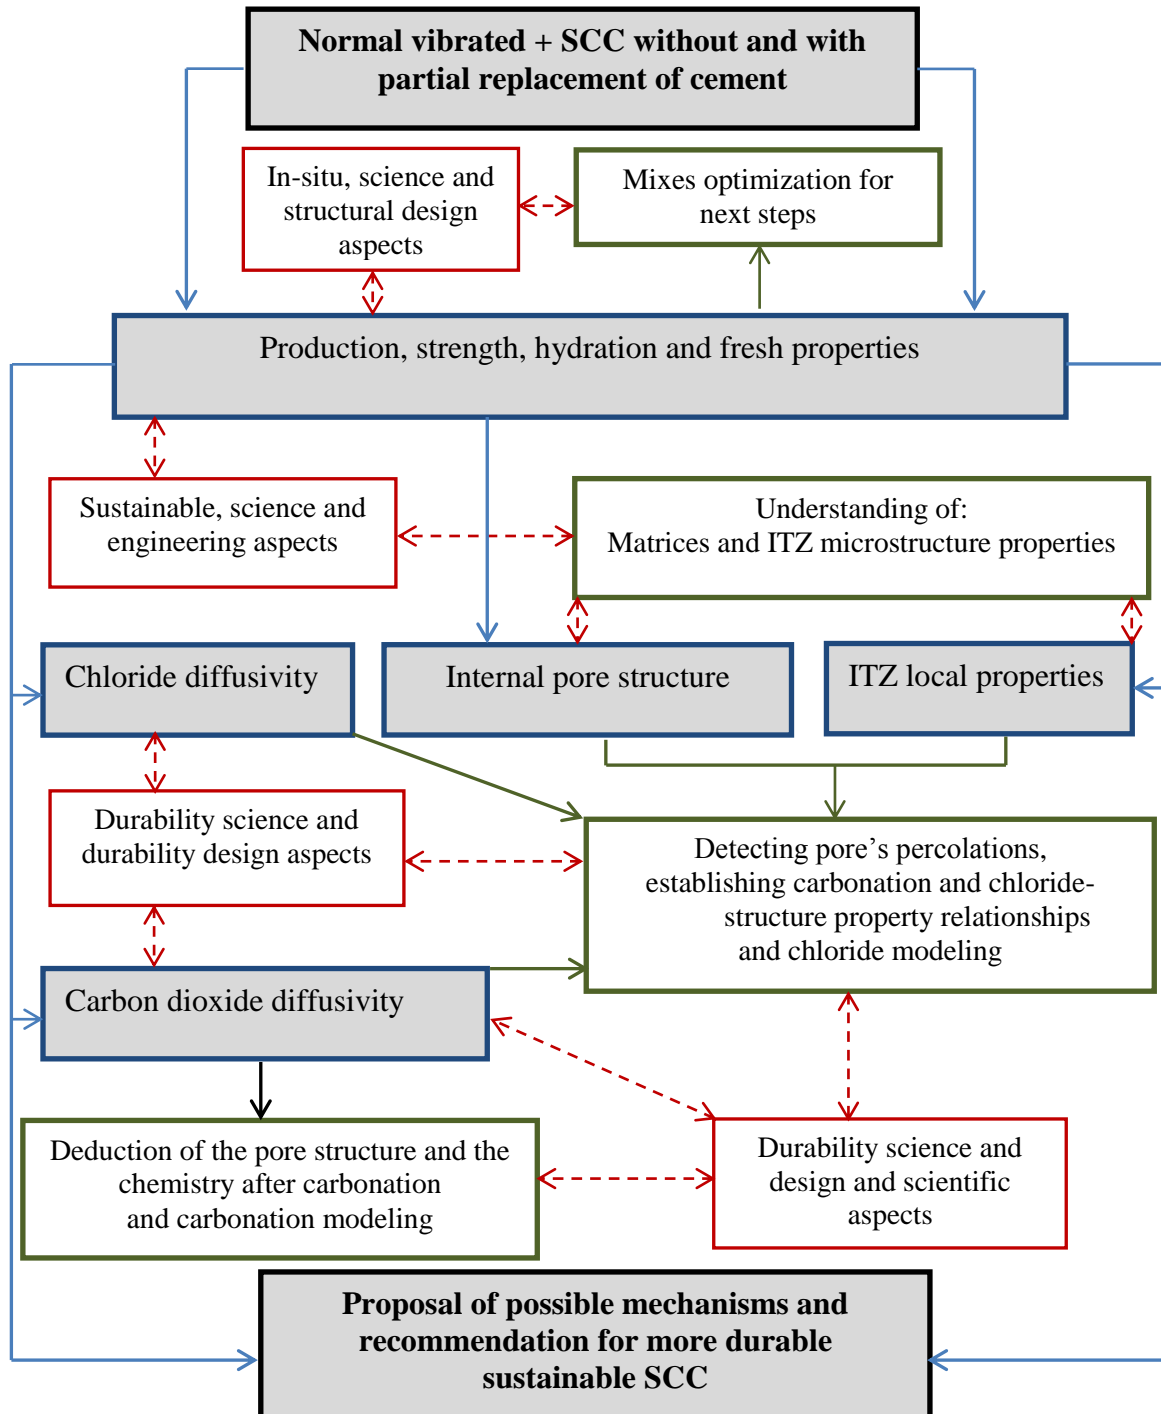 Normal vibrated + SCC without and with
partial replacement of cement
In-situ, science and
structural design
aspects
Mixes optimization for
next steps
Production, strength, hydration and fresh properties
Sustainable, science and
engineering aspects
Understanding of:
Matrices and ITZ microstructure properties
Chloride diffusivity
Internal pore structure
ITZ local properties
Durability science and
durability design aspects
Detecting pore’s percolations,
establishing carbonation and chloride-
structure property relationships
and chloride modeling
Carbon dioxide diffusivity
Deduction of the pore structure and the
chemistry after carbonation
and carbonation modeling
Durability science and
design and scientific
aspects
Proposal of possible mechanisms and
recommendation for more durable
sustainable SCC